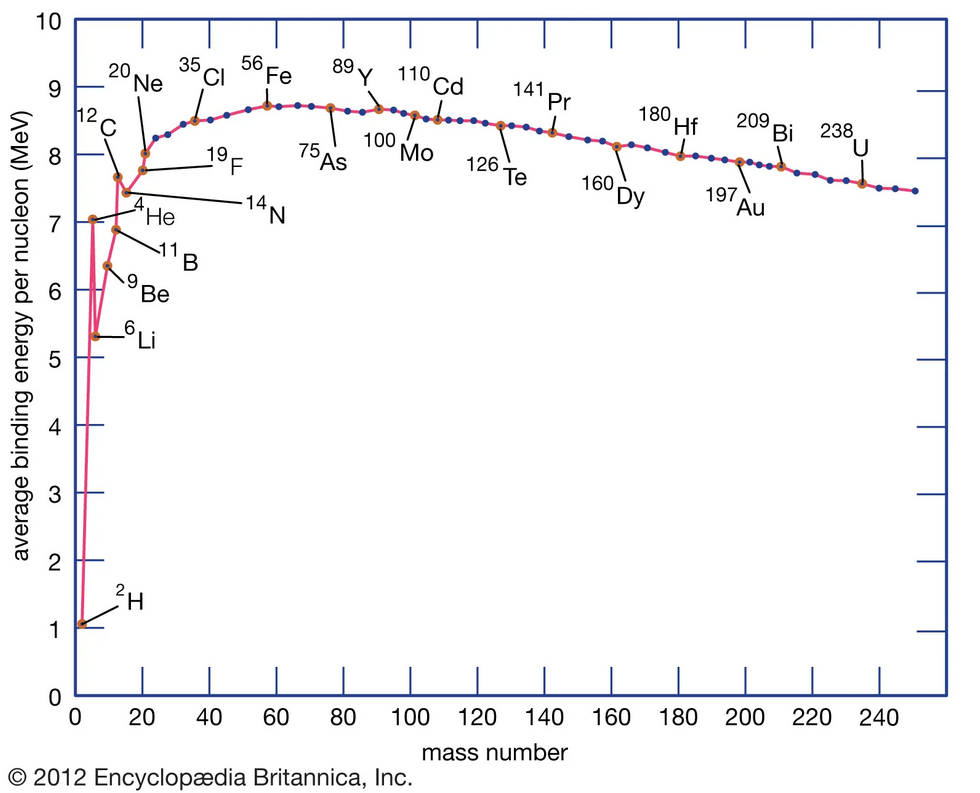 10
9
8
7
6
5
4
3
2
1
0
average binding energy per nucleon (MeV)
²⁰Ne
³⁵Cl
⁵⁶Fe
⁸⁹Y
¹¹⁰Cd
¹²C
¹⁴¹Pr
¹⁸⁰Hf
²⁰⁹Bi
²³⁸U
¹⁹F
⁷⁵As
¹⁰⁰Mo
¹²⁶Te
¹⁶⁰Dy
¹⁹⁷Au
⁴He
¹⁴N
¹¹B
⁹Be
⁶Li
²H
0 20 40 60 80 100 120 140 160 180 200 220 240
mass number
© 2012 Encyclopædia Britannica, Inc.